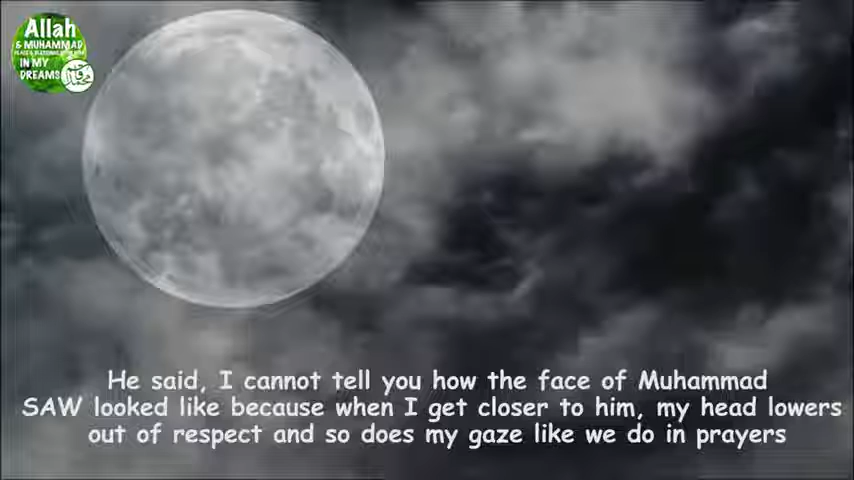 Allah
& MUHAMMAD
IN MY
DREAMS
He said, I cannot tell you how the face of Muhammad
SAW looked like because when I get closer to him, my head lowers
out of respect and so does my gaze like we do in prayers